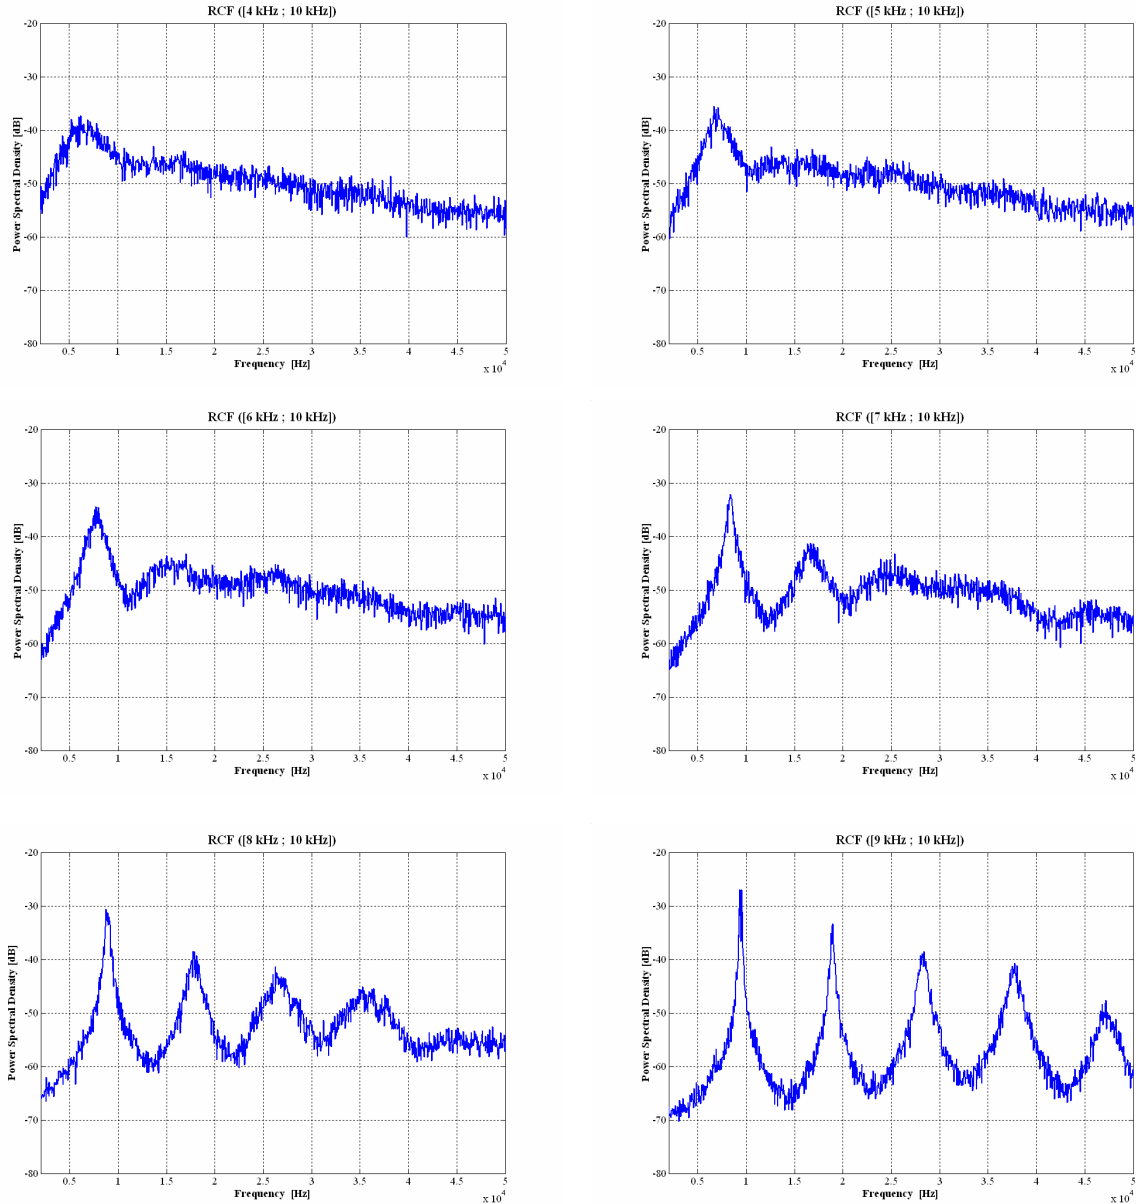 RCF ([4 kHz ; 10 kHz])
-20
-30
-40
-50
-60
-70
-80
Power Spectral Density [dB]
0.5 1 1.5 2 2.5 3 3.5 4 4.5 5
Frequency [Hz]
x 10^4
RCF ([5 kHz ; 10 kHz])
-20
-30
-40
-50
-60
-70
-80
Power Spectral Density [dB]
0.5 1 1.5 2 2.5 3 3.5 4 4.5 5
Frequency [Hz]
x 10^4
RCF ([6 kHz ; 10 kHz])
-20
-30
-40
-50
-60
-70
-80
Power Spectral Density [dB]
0.5 1 1.5 2 2.5 3 3.5 4 4.5 5
Frequency [Hz]
x 10^4
RCF ([7 kHz ; 10 kHz])
-20
-30
-40
-50
-60
-70
-80
Power Spectral Density [dB]
0.5 1 1.5 2 2.5 3 3.5 4 4.5 5
Frequency [Hz]
x 10^4
RCF ([8 kHz ; 10 kHz])
-20
-30
-40
-50
-60
-70
-80
Power Spectral Density [dB]
0.5 1 1.5 2 2.5 3 3.5 4 4.5 5
Frequency [Hz]
x 10^4
RCF ([9 kHz ; 10 kHz])
-20
-30
-40
-50
-60
-70
-80
Power Spectral Density [dB]
0.5 1 1.5 2 2.5 3 3.5 4 4.5 5
Frequency [Hz]
x 10^4